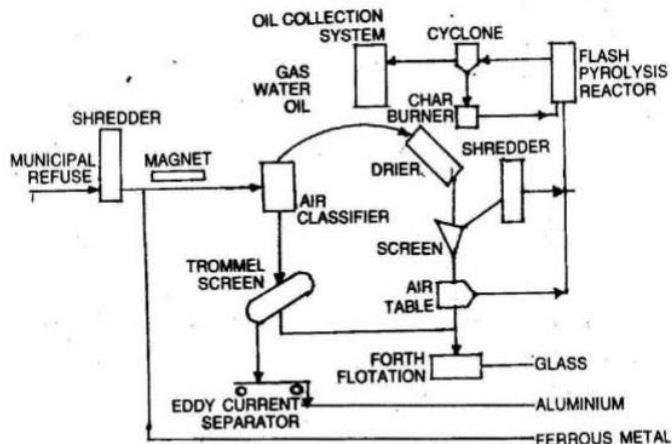 OIL COLLECTION
SYSTEM
CYCLONE
FLASH
PYROLYSIS
REACTOR
GAS
WATER
OIL
CHAR
BURNER
SHREDDER
MUNICIPAL
REFUSE
MAGNET
DRIER
SHREDDER
AIR
CLASSIFIER
SCREEN
TROMMEL
SCREEN
AIR
TABLE
FORTH
FLOTATION
GLASS
EDDY CURRENT
SEPARATOR
ALUMINIUM
FERROUS METAL